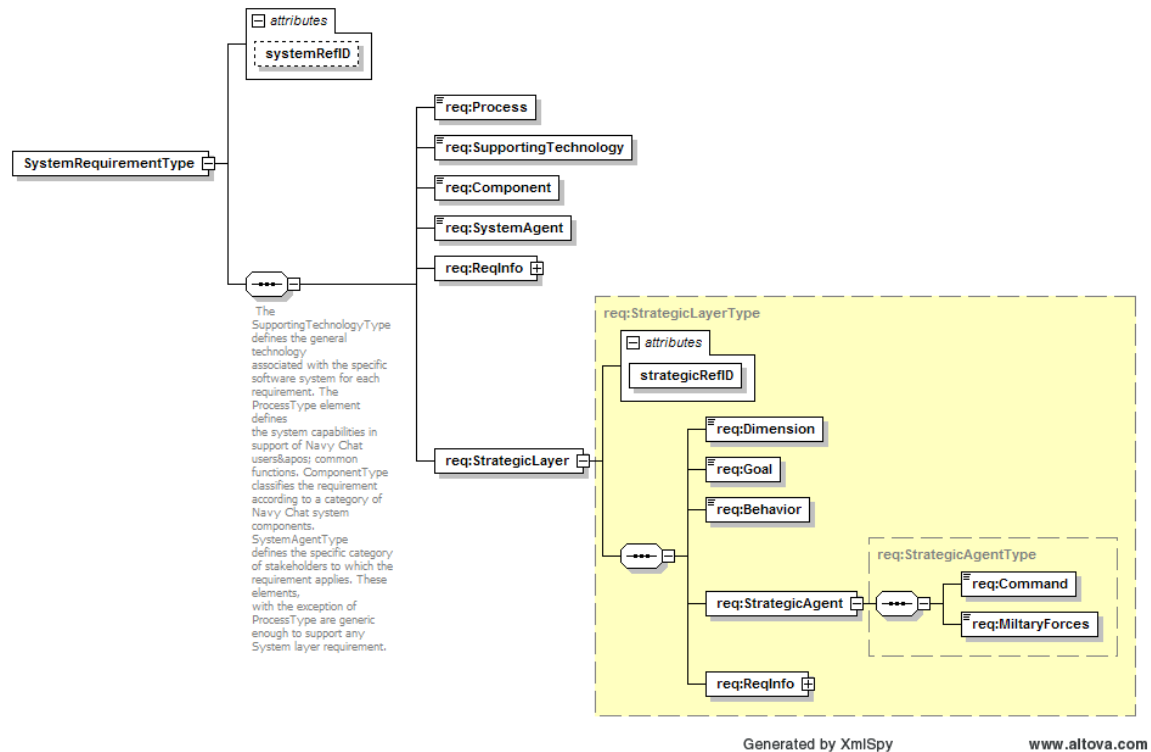 attributes
systemRefID
SystemRequirementType
req:Process
req:SupportingTechnology
req:Component
req:SystemAgent
req:ReqInfo
The
SupportingTechnologyType
defines the general
technology
associated with the specific
software system for each
requirement. The
ProcessType element
defines
the system capabilities in
support of Navy Chat
users&apos; common
functions. ComponentType
classifies the requirement
according to a category of
Navy Chat system
components.
SystemAgentType
defines the specific category
of stakeholders to which the
requirement applies. These
elements,
with the exception of
ProcessType are generic
enough to support any
System layer requirement.
req:StrategicLayer
req:StrategicLayerType
attributes
strategicRefID
req:Dimension
req:Goal
req:Behavior
req:StrategicAgent
req:StrategicAgentType
req:Command
req:MiltaryForces
req:ReqInfo
Generated by XmlSpy www.altova.com